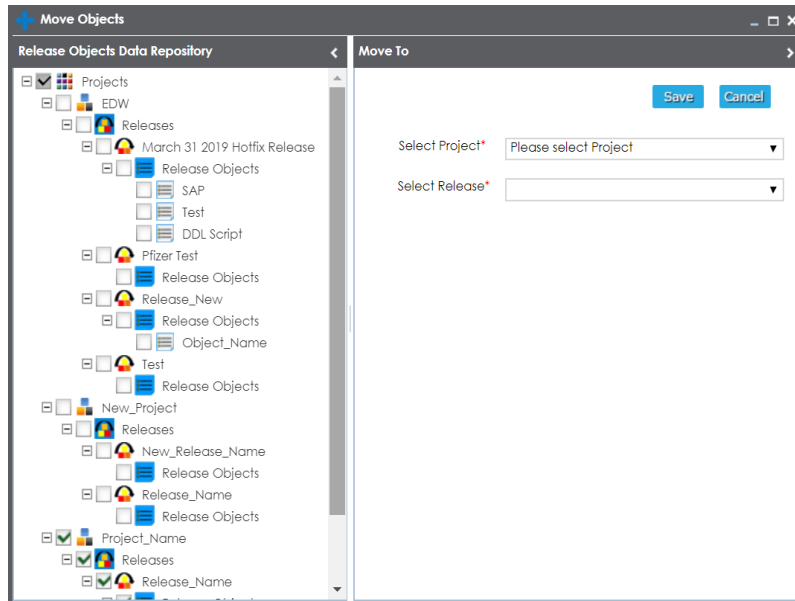 Move Objects
Release Objects Data Repository
Move To
Projects
EDW
Releases
March 31 2019 Hotfix Release
Release Objects
SAP
Test
DDL Script
Pfizer Test
Release Objects
Release_New
Release Objects
Object_Name
Test
Release Objects
New_Project
Releases
New_Release_Name
Release Objects
Release_Name
Release Objects
Project_Name
Releases
Release_Name
Save Cancel
Select Project* Please select Project
Select Release*